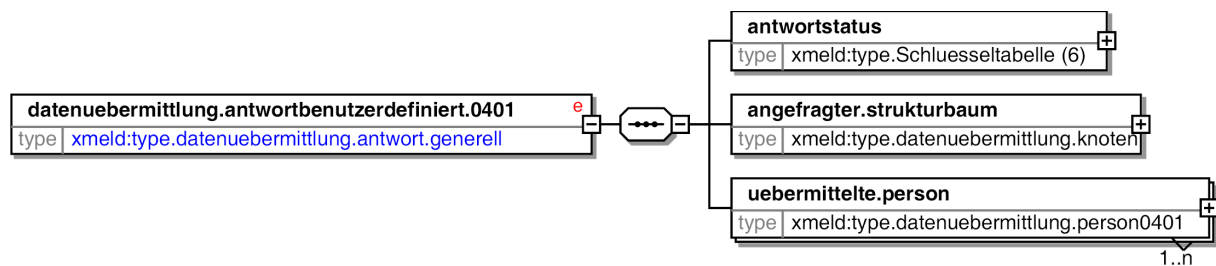 antwortstatus
type xmeld:type.Schluesseltabelle (6)
datenuebermittlung.antwortbenutzerdefiniert.0401 e
type xmeld:type.datenuebermittlung.antwort.generell
angefragter.strukturbaum
type xmeld:type.datenuebermittlung.knoten
uebermittelte.person
type xmeld:type.datenuebermittlung.person0401
1..n